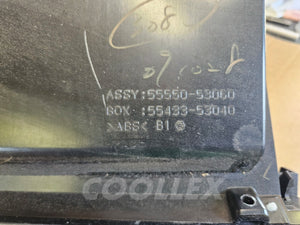 ASSY:55550-53060
BOX :55433-53040
>ABS< B1
COOLLEX